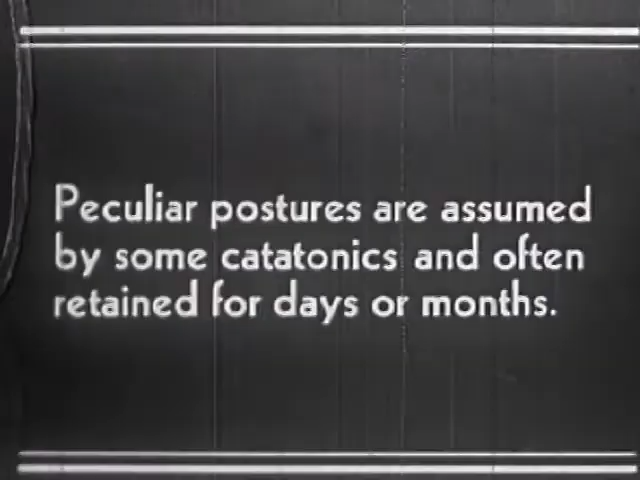 Peculiar postures are assumed
by some catatonics and often
retained for days or months.